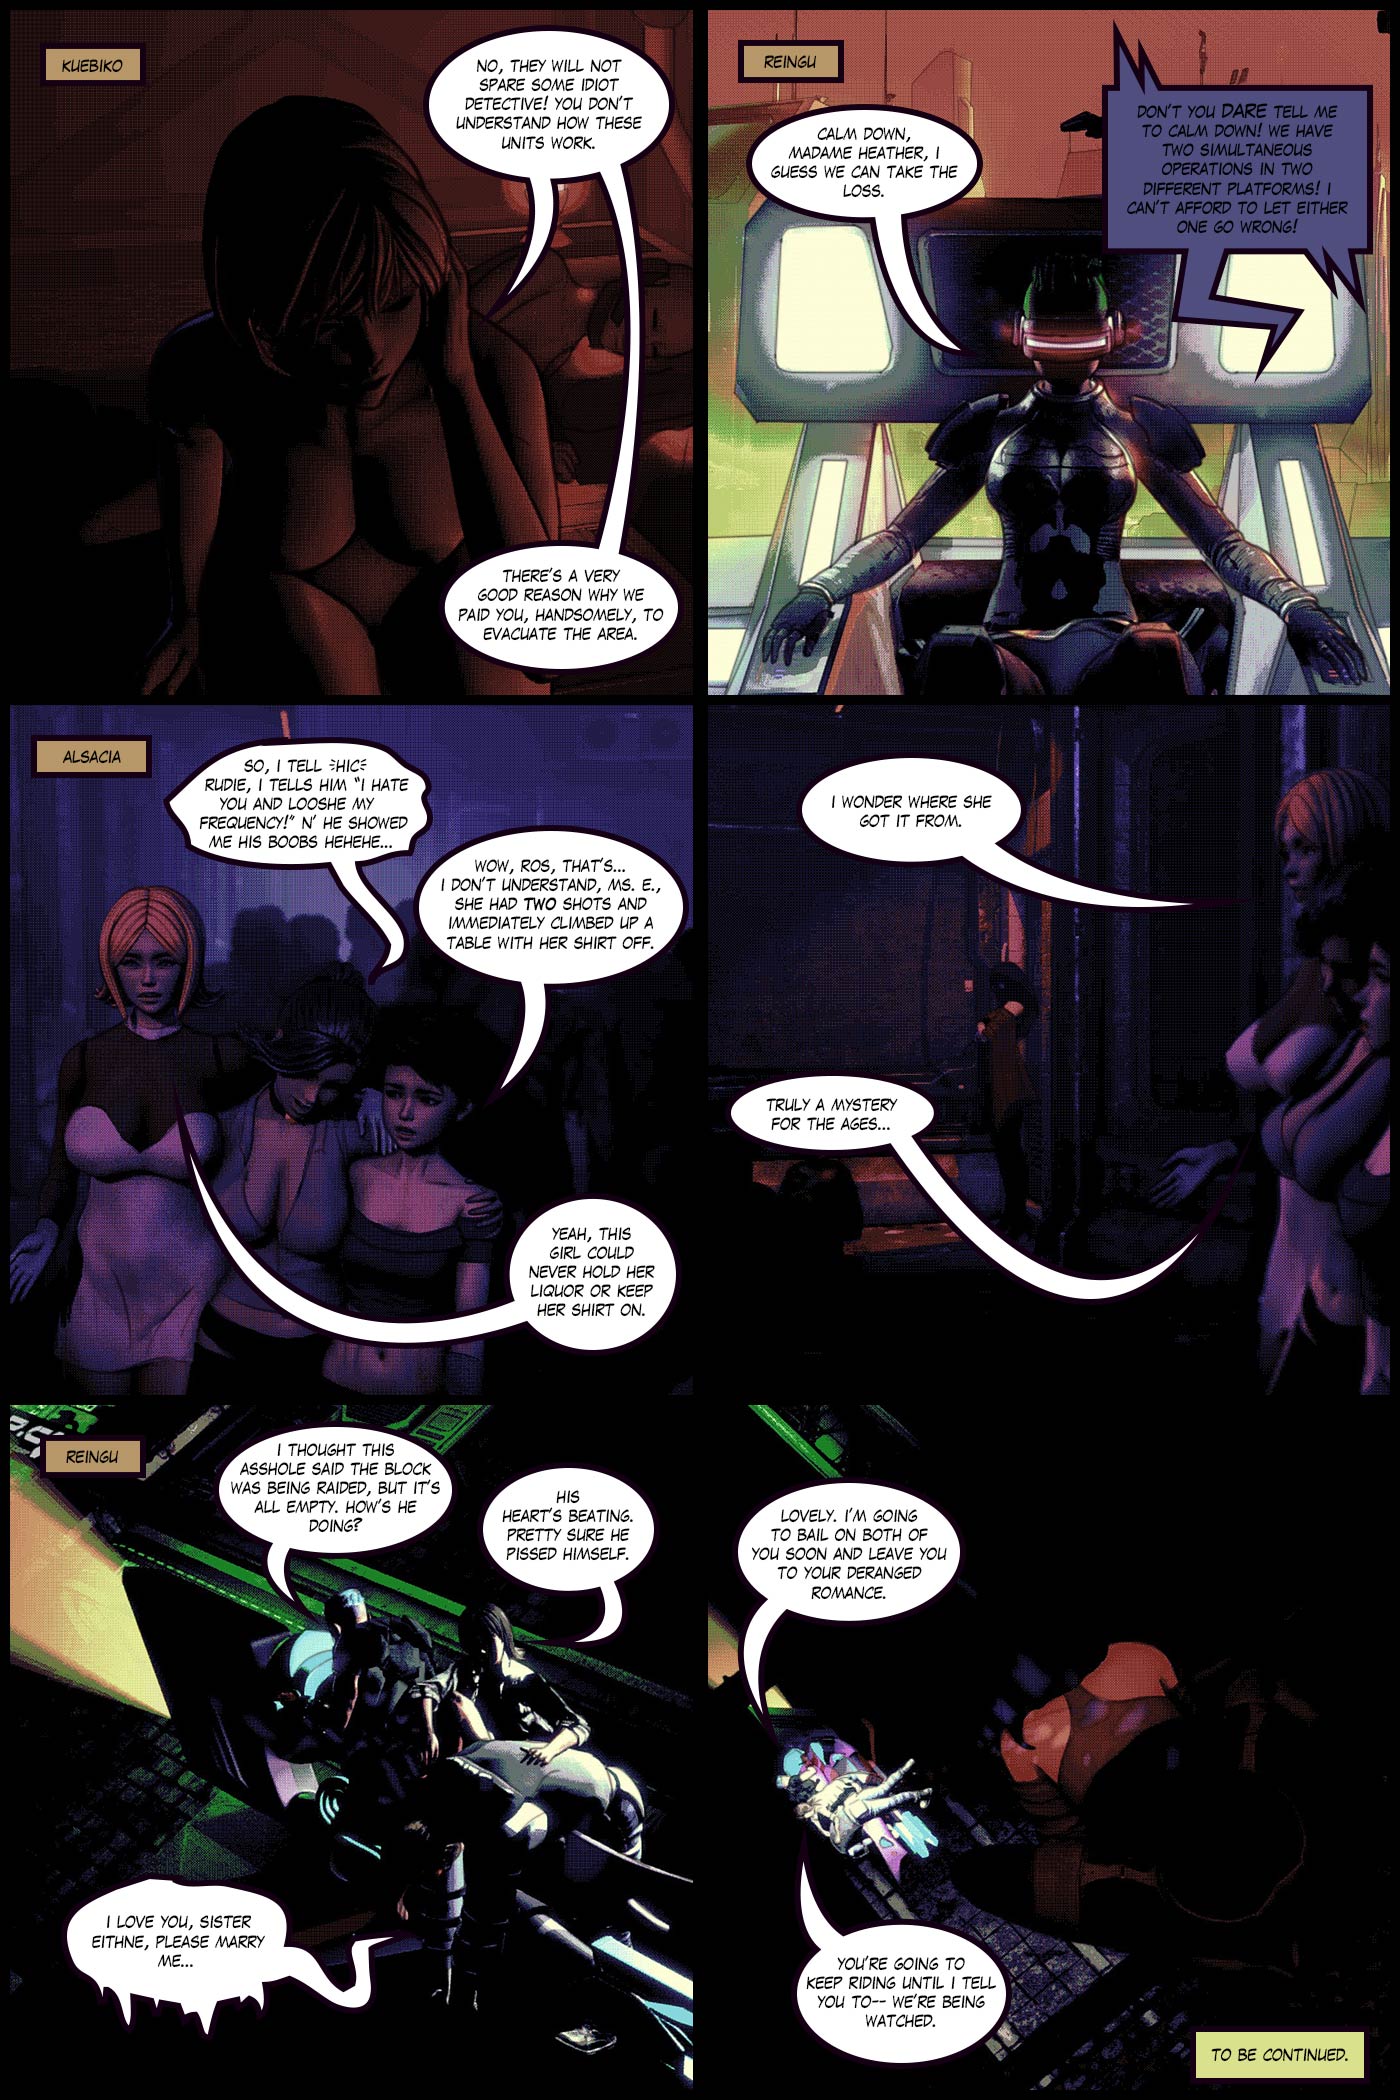 KUEBIKO
NO, THEY WILL NOT
SPARE SOME IDIOT
DETECTIVE! YOU DON'T
UNDERSTAND HOW THESE
UNITS WORK.
THERE'S A VERY
GOOD REASON WHY WE
PAID YOU, HANDSOMELY, TO
EVACUATE THE AREA.
REINGU
CALM DOWN,
MADAME HEATHER, I
GUESS WE CAN TAKE THE
LOSS.
DON'T YOU DARE TELL ME
TO CALM DOWN! WE HAVE
TWO SIMULTANEOUS
OPERATIONS IN TWO
DIFFERENT PLATFORMS! I
CAN'T AFFORD TO LET EITHER
ONE GO WRONG!
ALSACIA
SO, I TELL >HIC<
RUDIE, I TELLS HIM "I HATE
YOU AND LOOSHE MY
FREQUENCY!" N' HE SHOWED
ME HIS BOOBS HEHEHE...
WOW, ROS, THAT'S...
I DON'T UNDERSTAND, MS. E.,
SHE HAD TWO SHOTS AND
IMMEDIATELY CLIMBED UP A
TABLE WITH HER SHIRT OFF.
YEAH, THIS
GIRL COULD
NEVER HOLD HER
LIQUOR OR KEEP
HER SHIRT ON.
I WONDER WHERE SHE
GOT IT FROM.
TRULY A MYSTERY
FOR THE AGES...
REINGU
I THOUGHT THIS
ASSHOLE SAID THE BLOCK
WAS BEING RAIDED, BUT IT'S
ALL EMPTY. HOW'S HE
DOING?
HIS
HEART'S BEATING.
PRETTY SURE HE
PISSED HIMSELF.
I LOVE YOU, SISTER
EITHNE, PLEASE MARRY
ME...
LOVELY. I'M GOING
TO BAIL ON BOTH OF
YOU SOON AND LEAVE YOU
TO YOUR DERANGED
ROMANCE.
YOU'RE GOING TO
KEEP RIDING UNTIL I TELL
YOU TO-- WE'RE BEING
WATCHED.
TO BE CONTINUED.